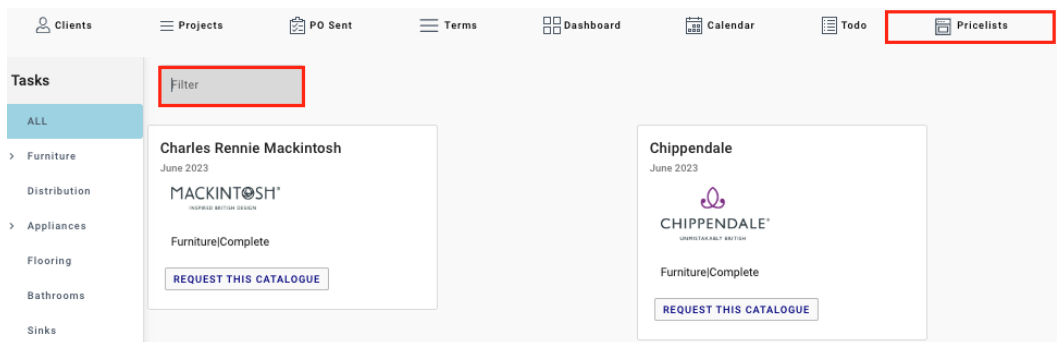 Clients
Projects
PO Sent
Terms
Dashboard
Calendar
Todo
Pricelists
Tasks
Filter
ALL
Furniture
Distribution
Appliances
Flooring
Bathrooms
Sinks
Charles Rennie Mackintosh
June 2023
MACKINTOSH
INSPIRED BRITISH DESIGN
Furniture|Complete
REQUEST THIS CATALOGUE
Chippendale
June 2023
CHIPPENDALE
UNMISTAKABLY BRITISH
Furniture|Complete
REQUEST THIS CATALOGUE